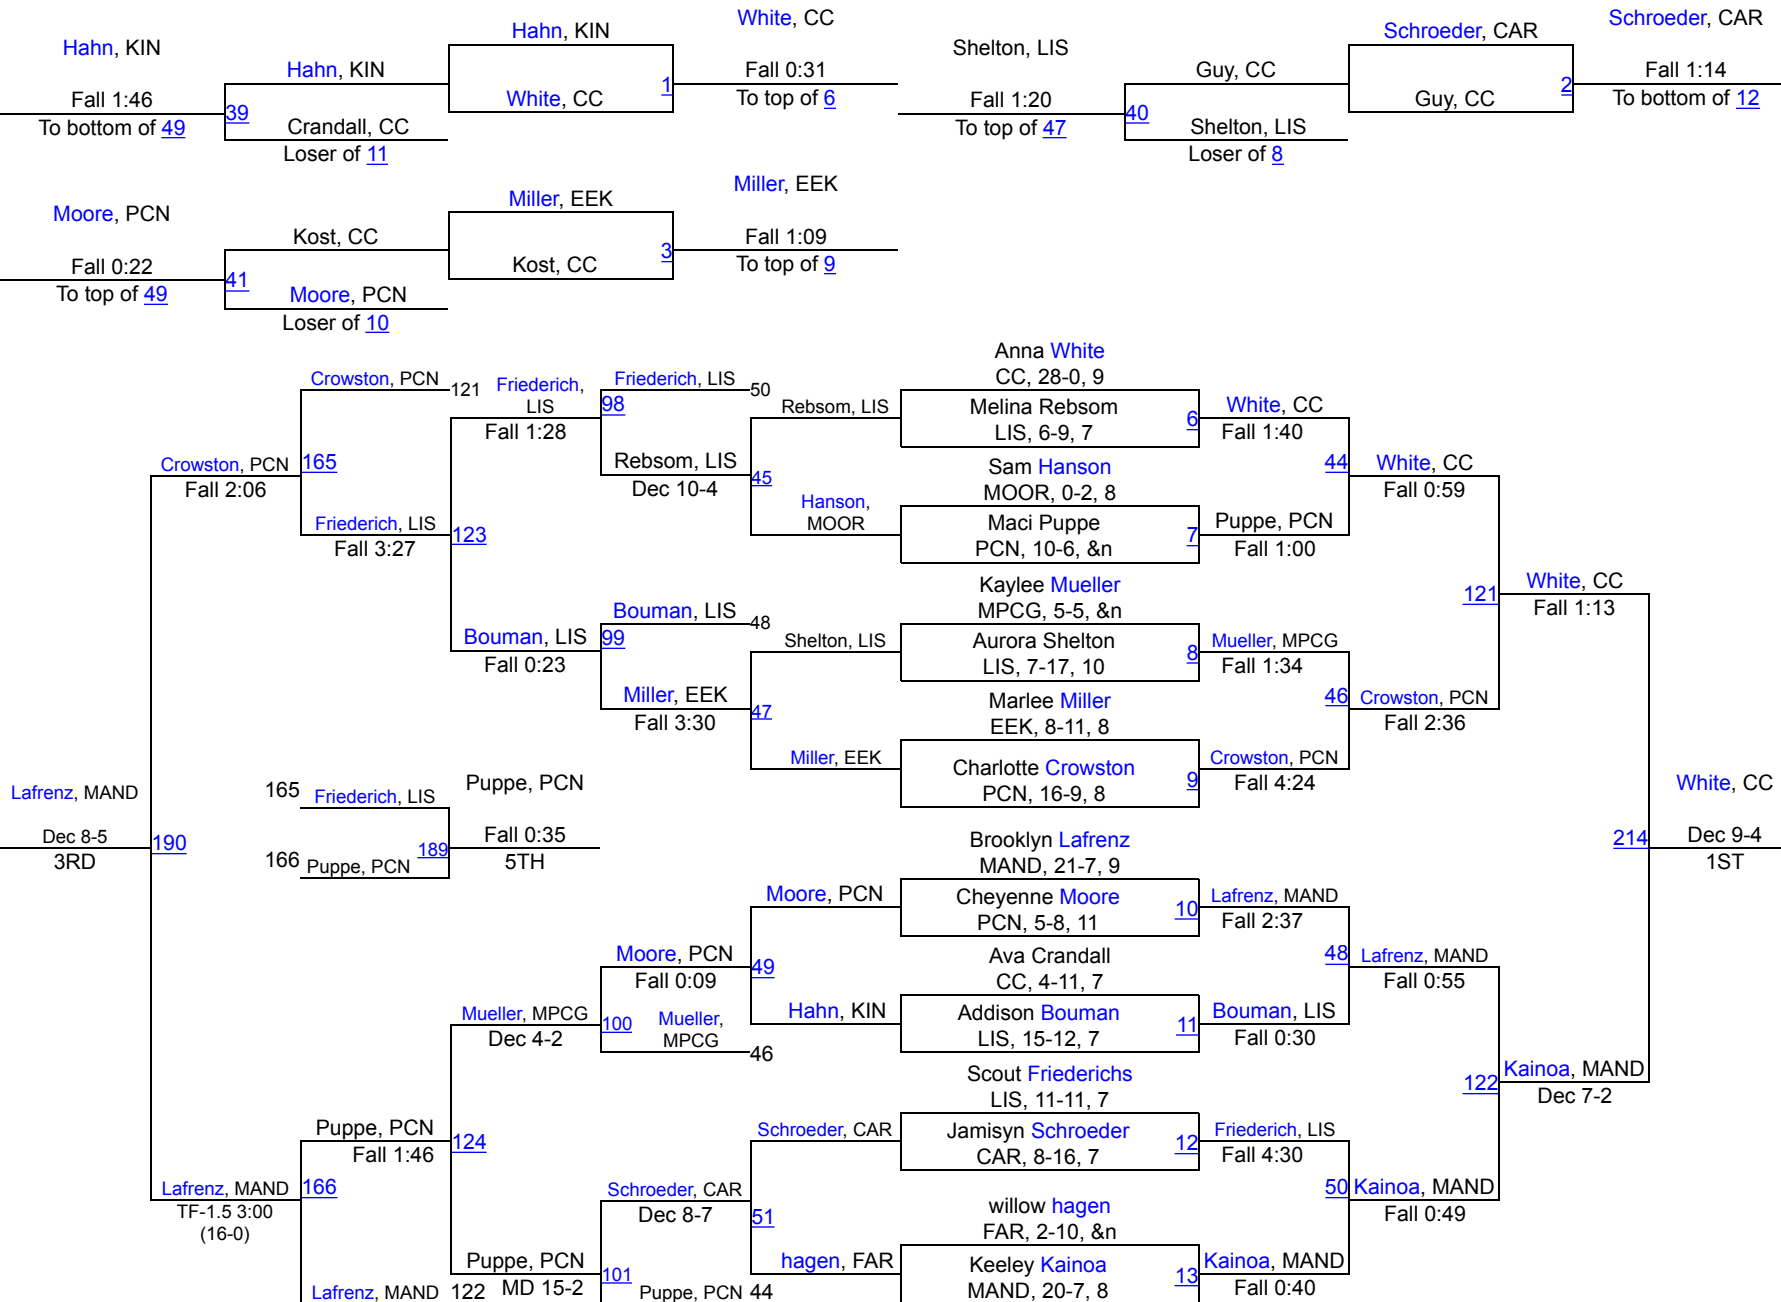 White, CC
Schroeder, CAR
Hahn, KIN
Schroeder, CAR
Hahn, KIN
Shelton, LIS
Hahn, KIN
Fall 0:31
Guy, CC
Fall 1:14
Fall 1:46
White, CC
1
To top of 6
Fall 1:20
Guy, CC
2
To bottom of 12
To bottom of 49
39
Crandall, CC
To top of 47
40
Shelton, LIS
Loser of 11
Loser of 8
Miller, EEK
Miller, EEK
Moore, PCN
Kost, CC
Fall 1:09
Fall 0:22
Kost, CC
3
To top of 9
To top of 49
41
Moore, PCN
Loser of 10
Anna White
CC, 28-0, 9
Melina Rebsom
LIS, 6-9, 7
6
Sam Hanson
MOOR, 0-2, 8
Maci Puppe
PCN, 10-6, &n
7
Kaylee Mueller
MPCG, 5-5, &n
Aurora Shelton
LIS, 7-17, 10
8
Marlee Miller
EEK, 8-11, 8
Charlotte Crowston
PCN, 16-9, 8
9
Brooklyn Lafrenz
MAND, 21-7, 9
Cheyenne Moore
PCN, 5-8, 11
10
Ava Crandall
CC, 4-11, 7
Addison Bouman
LIS, 15-12, 7
11
Scout Friederichs
LIS, 11-11, 7
Jamisyn Schroeder
CAR, 8-16, 7
12
willow hagen
FAR, 2-10, &n
Keeley Kainoa
MAND, 20-7, 8
13
White, CC
Fall 1:40
44
Puppe, PCN
Fall 1:00
Mueller, MPCG
Fall 1:34
46
Crowston, PCN
Fall 4:24
Lafrenz, MAND
Fall 2:37
48
Bouman, LIS
Fall 0:30
Friederich, LIS
Fall 4:30
50
Kainoa, MAND
Fall 0:40
White, CC
Fall 0:59
121
Crowston, PCN
Fall 2:36
Lafrenz, MAND
Fall 0:55
122
Kainoa, MAND
Fall 0:49
White, CC
Fall 1:13
214
Kainoa, MAND
Dec 7-2
White, CC
Dec 9-4
1ST
Rebsom, LIS
45
Hanson,
MOOR
Shelton, LIS
47
Miller, EEK
Moore, PCN
49
Hahn, KIN
Schroeder, CAR
51
hagen, FAR
Friederich, LIS
50
98
Rebsom, LIS
Dec 10-4
Bouman, LIS
48
99
Miller, EEK
Fall 3:30
Moore, PCN
Fall 0:09
100
Mueller,
MPCG
46
Schroeder, CAR
Dec 8-7
101
Puppe, PCN 44
Friederich,
LIS
Fall 1:28
123
Bouman, LIS
Fall 0:23
Mueller, MPCG
Dec 4-2
124
Puppe, PCN
MD 15-2
Crowston, PCN
121
165
Friederich, LIS
Fall 3:27
Puppe, PCN
Fall 1:46
166
Lafrenz, MAND 122
165
Friederich, LIS
189
166
Puppe, PCN
Puppe, PCN
Fall 0:35
5TH
Crowston, PCN
Fall 2:06
190
Lafrenz, MAND
TF-1.5 3:00
(16-0)
Lafrenz, MAND
Dec 8-5
3RD